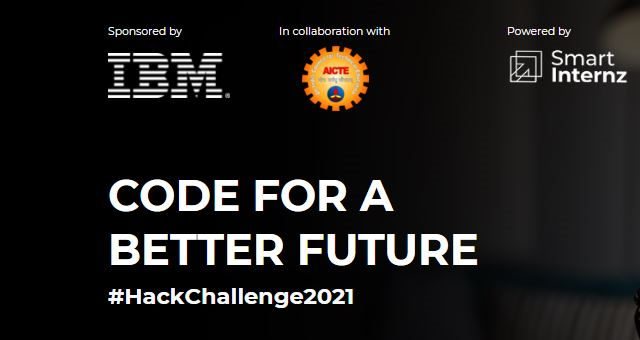 Sponsored by
In collaboration with
Powered by
IBM
AICTE
Smart
Internz
CODE FOR A
BETTER FUTURE
#HackChallenge2021